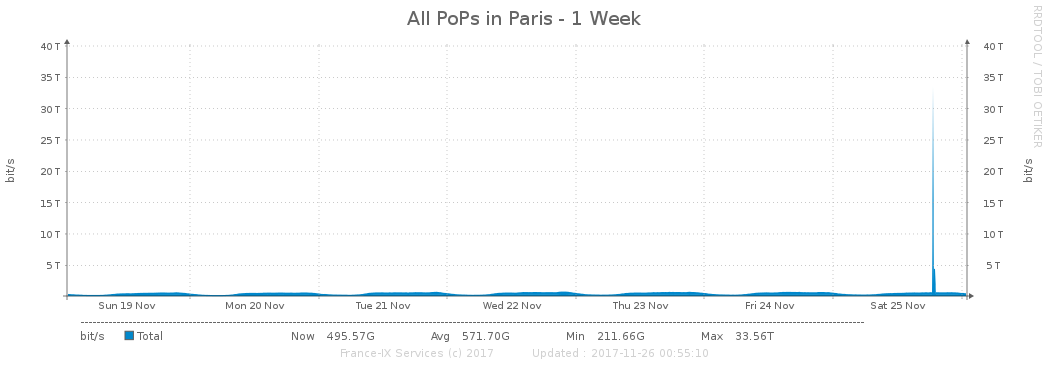 All PoPs in Paris - 1 Week
RRDTOOL / TOBI OETIKER
bit/s
40 T
35 T
30 T
25 T
20 T
15 T
10 T
5 T
40 T
35 T
30 T
25 T
20 T
15 T
10 T
5 T
bit/s
Sun 19 Nov Mon 20 Nov Tue 21 Nov Wed 22 Nov Thu 23 Nov Fri 24 Nov Sat 25 Nov
bit/s Total Now 495.57G Avg 571.70G Min 211.66G Max 33.56T
France-IX Services (c) 2017 Updated : 2017-11-26 00:55:10